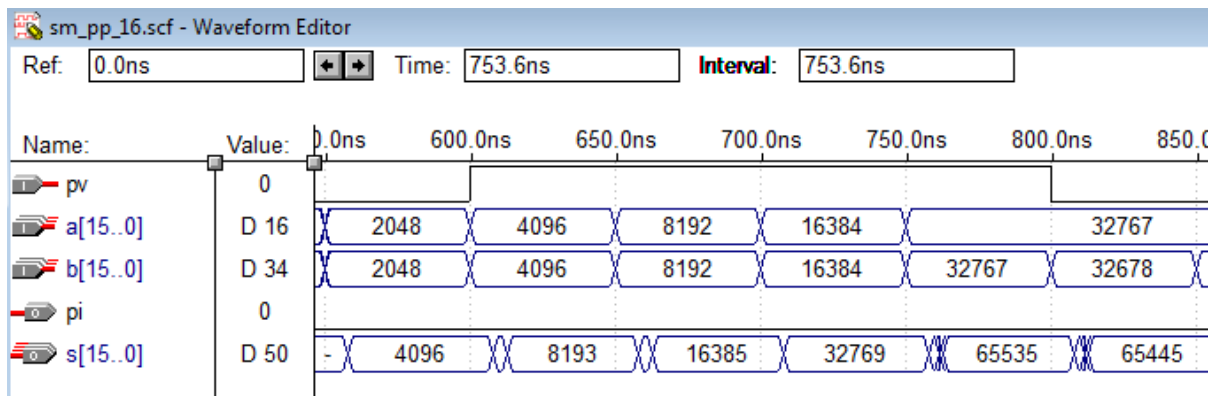 sm_pp_16.scf - Waveform Editor
Ref: 0.0ns Time: 753.6ns Interval: 753.6ns
Name: Value: 0.0ns 600.0ns 650.0ns 700.0ns 750.0ns 800.0ns 850.0
pv 0
a[15..0] D 16 2048 4096 8192 16384 32767
b[15..0] D 34 2048 4096 8192 16384 32767 32678
pi 0
s[15..0] D 50 - 4096 8193 16385 32769 65535 65445